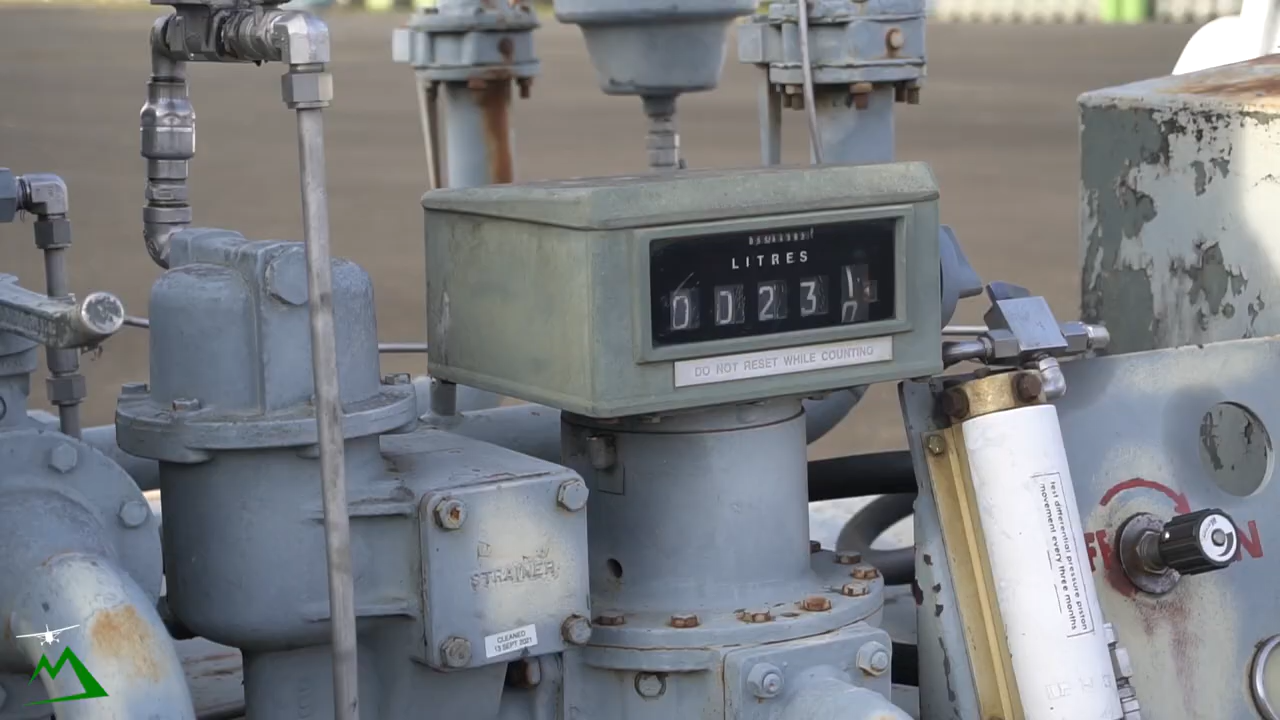 LITRES
0 0 2 3
DO NOT RESET WHILE COUNTING
STRAINER
CLEANED
13 SEPT 2021
Test differential pressure piston
movement every three months